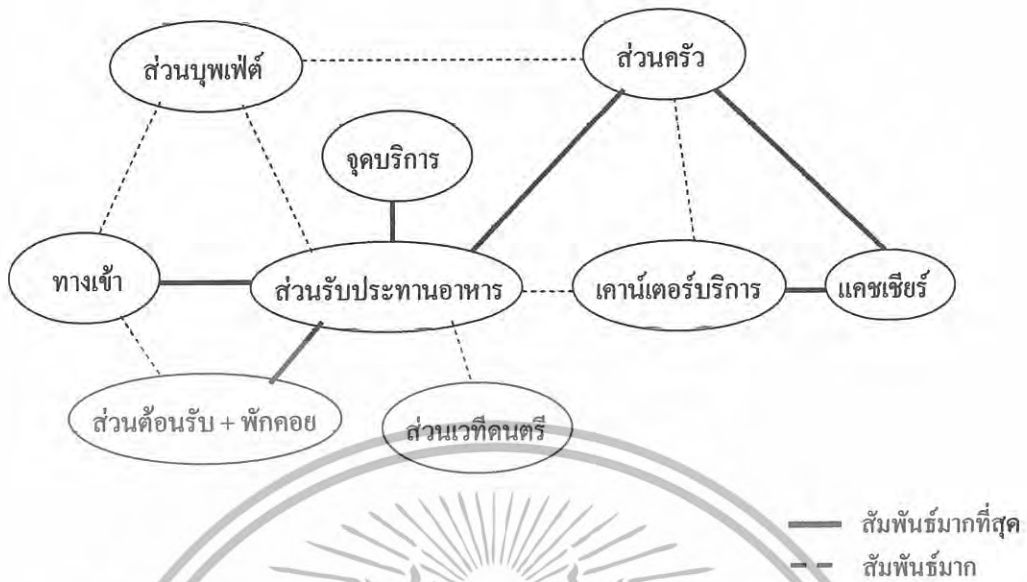 ส่วนบุพเฟ่ต์
ส่วนครัว
จุดบริการ
ทางเข้า
ส่วนรับประทานอาหาร
เคาน์เตอร์บริการ
แคชเชียร์
ส่วนต้อนรับ + พักคอย
ส่วนเวทีดนตรี
สัมพันธ์มากที่สุด
สัมพันธ์มาก